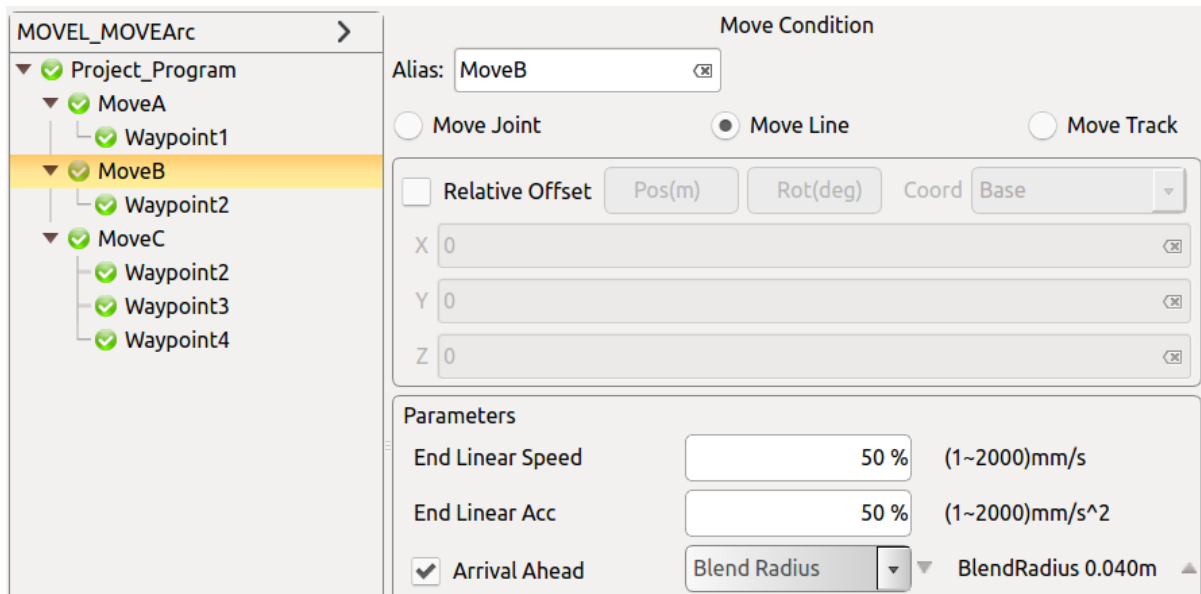 MOVEL_MOVEArc
Project_Program
MoveA
Waypoint1
MoveB
Waypoint2
MoveC
Waypoint2
Waypoint3
Waypoint4
Move Condition
Alias: MoveB
Move Joint Move Line Move Track
Relative Offset Pos(m) Rot(deg) Coord Base
X 0
Y 0
Z 0
Parameters
End Linear Speed 50 % (1~2000)mm/s
End Linear Acc 50 % (1~2000)mm/s^2
Arrival Ahead Blend Radius BlendRadius 0.040m